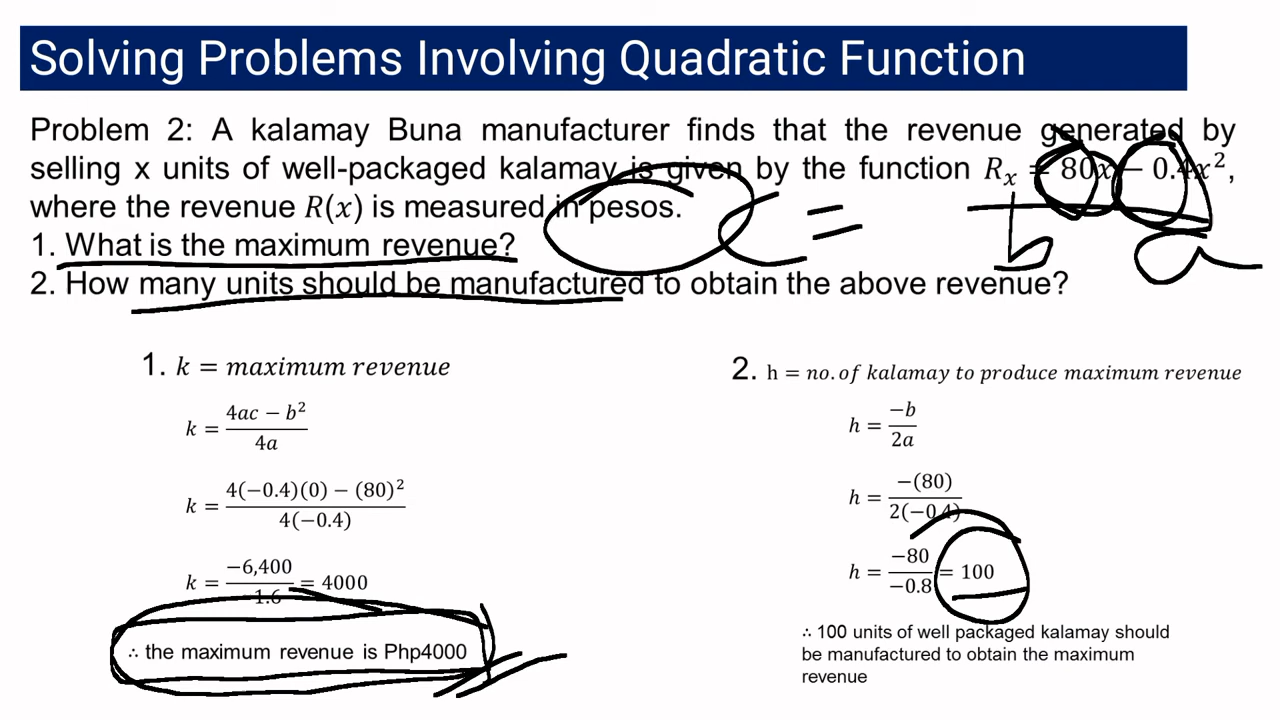 Solving Problems Involving Quadratic Function
Problem 2: A kalamay Buna manufacturer finds that the revenue generated by
selling x units of well-packaged kalamay is given by the function Rₓ = 80x − 0.4x²,
where the revenue R(x) is measured in pesos.
c = b a
1. What is the maximum revenue?
2. How many units should be manufactured to obtain the above revenue?
1. k = maximum revenue
k = (4ac − b²)/(4a)
k = (4(−0.4)(0) − (80)²)/(4(−0.4))
k = (−6,400)/(−1.6) = 4000
∴ the maximum revenue is Php4000
2. h = no. of kalamay to produce maximum revenue
h = (−b)/(2a)
h = (−(80))/(2(−0.4))
h = (−80)/(−0.8) = 100
∴ 100 units of well packaged kalamay should
be manufactured to obtain the maximum
revenue